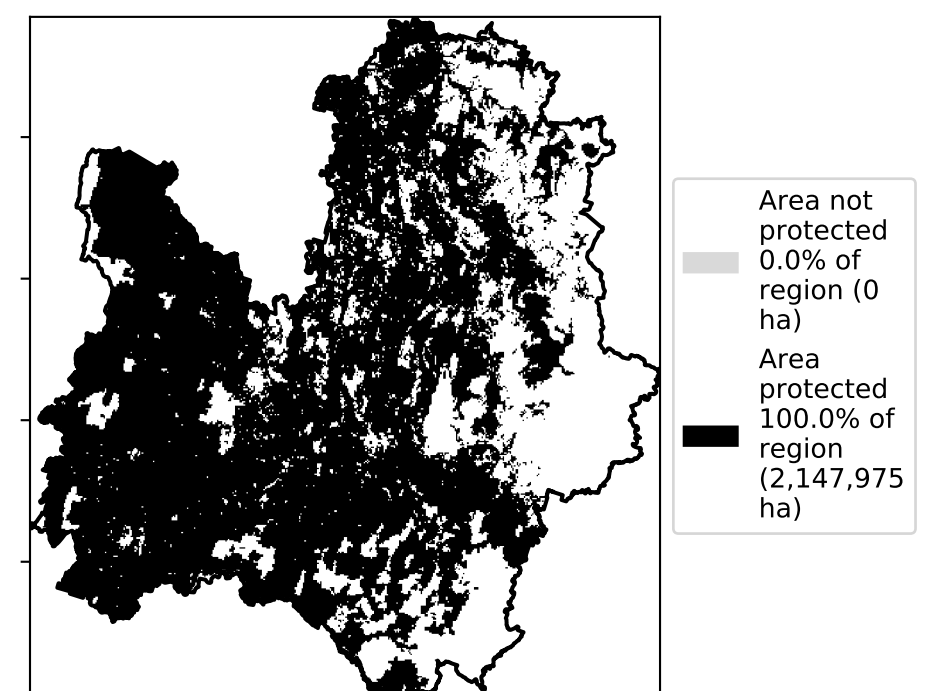 Area not
protected
0.0% of
region (0
ha)
Area
protected
100.0% of
region
(2,147,975
ha)